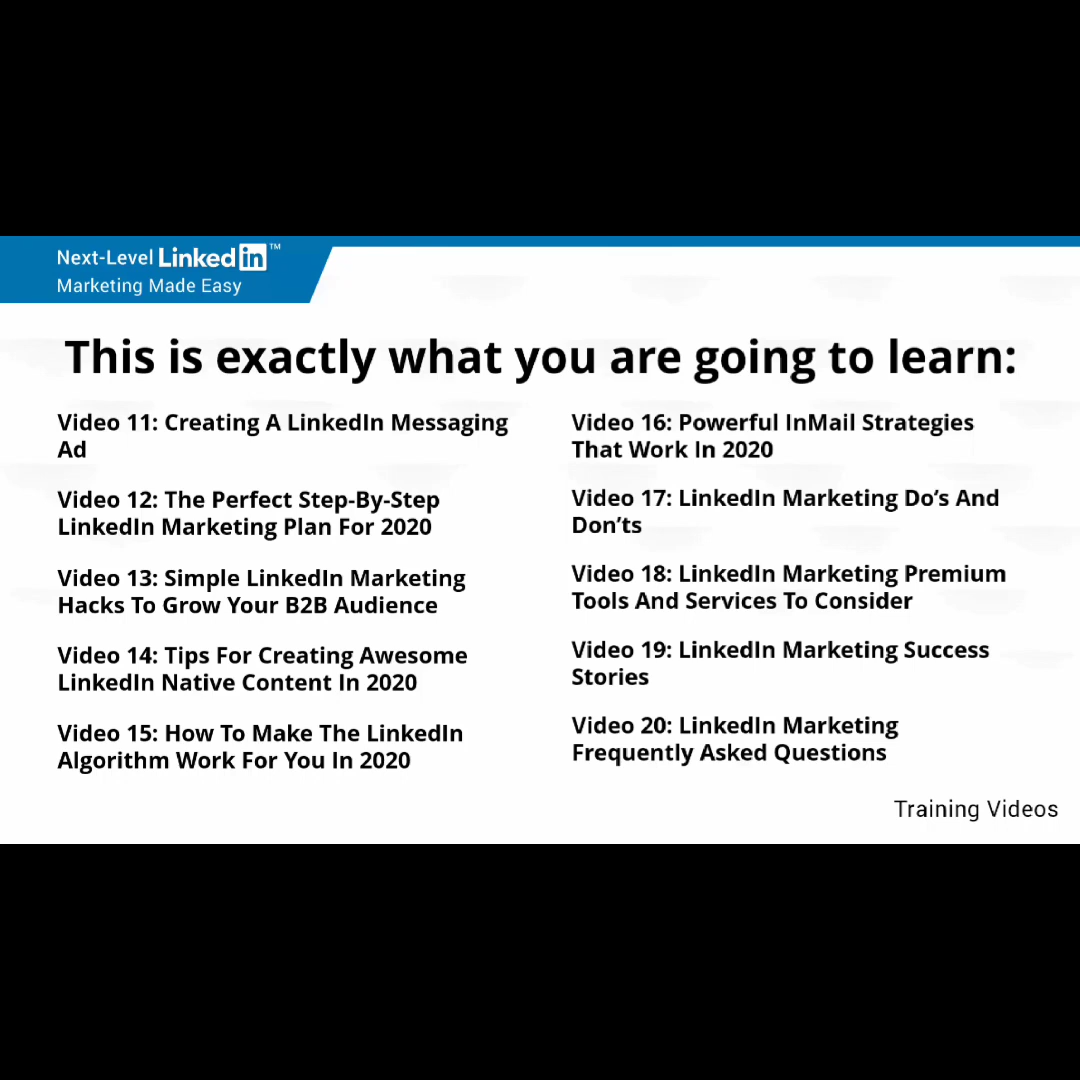 Next-Level Linkedin™
Marketing Made Easy
This is exactly what you are going to learn:
Video 11: Creating A LinkedIn Messaging
Ad
Video 12: The Perfect Step-By-Step
LinkedIn Marketing Plan For 2020
Video 13: Simple LinkedIn Marketing
Hacks To Grow Your B2B Audience
Video 14: Tips For Creating Awesome
LinkedIn Native Content In 2020
Video 15: How To Make The LinkedIn
Algorithm Work For You In 2020
Video 16: Powerful InMail Strategies
That Work In 2020
Video 17: LinkedIn Marketing Do’s And
Don’ts
Video 18: LinkedIn Marketing Premium
Tools And Services To Consider
Video 19: LinkedIn Marketing Success
Stories
Video 20: LinkedIn Marketing
Frequently Asked Questions
Training Videos